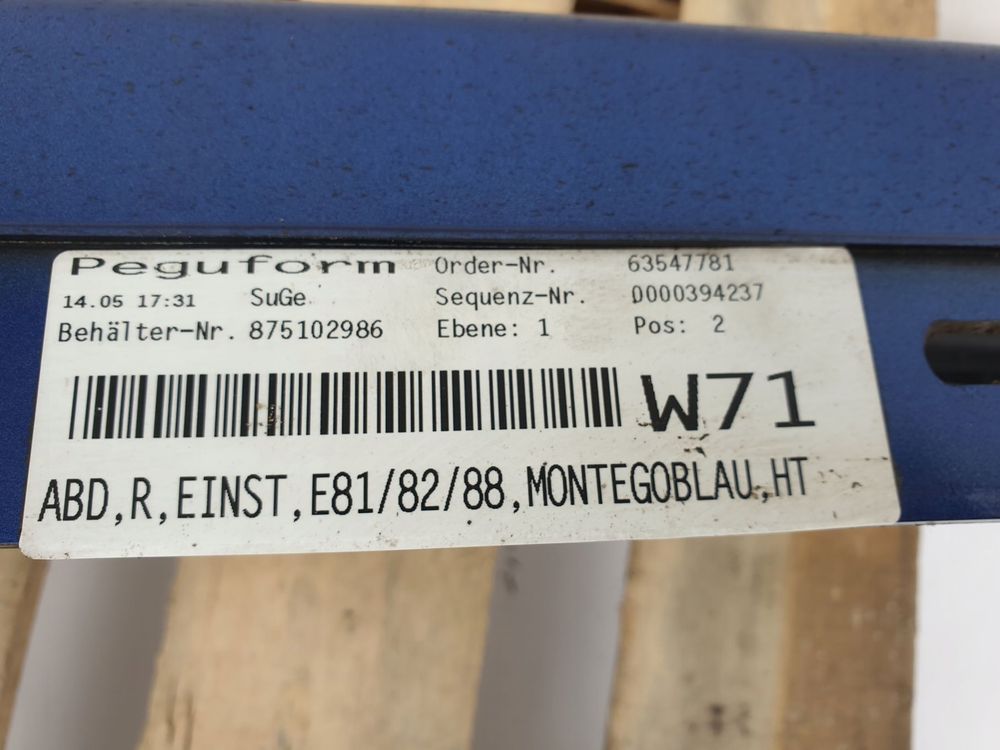 Peguform Order-Nr. 63547781
14.05 17:31 SuGe Sequenz-Nr. 0000394237
Behälter-Nr. 875102986 Ebene: 1 Pos: 2
W71
ABD,R,EINST,E81/82/88,MONTEGOBLAU,HT